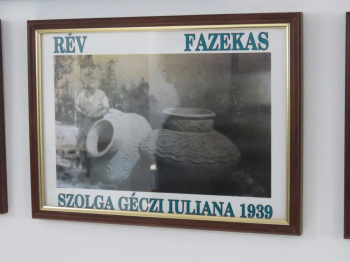 RÉV FAZEKAS
SZOLGA GÉCZI IULIANA 1939